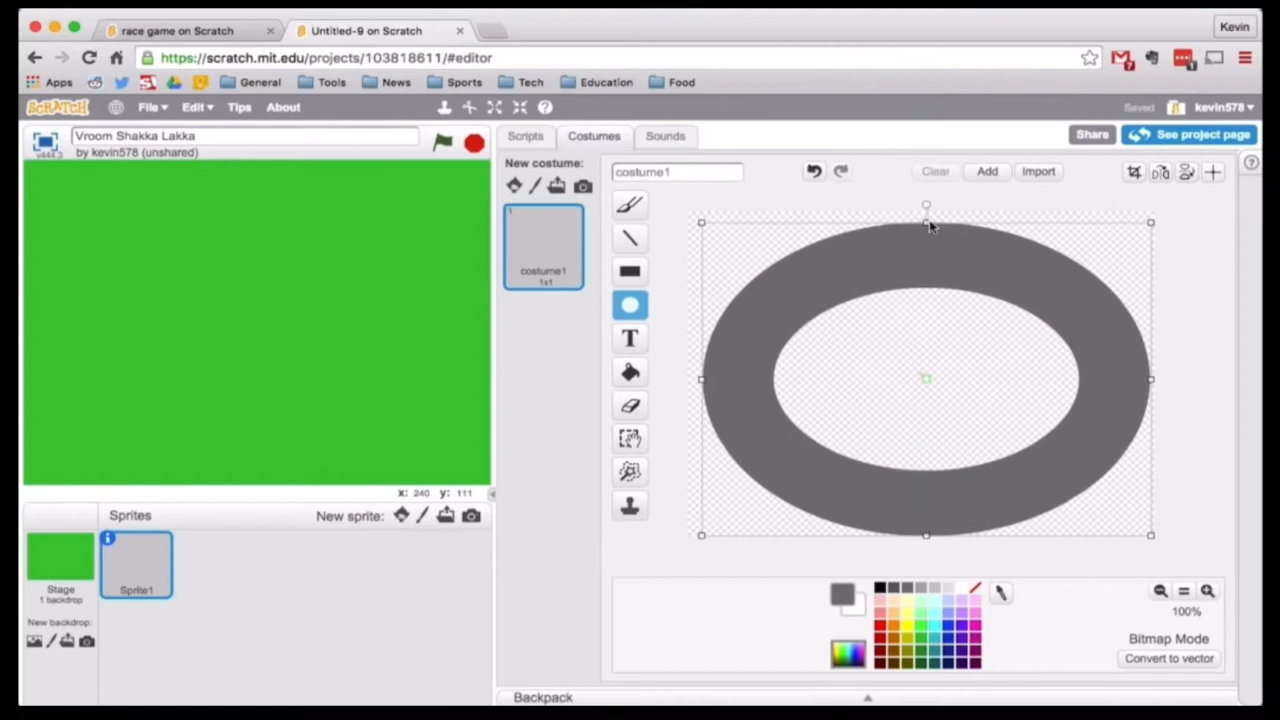 race game on Scratch
Untitled-9 on Scratch
Kevin
https://scratch.mit.edu/projects/103818611/#editor
7
1
Apps
General
Tools
News
Sports
Tech
Education
Food
SCRATCH
File
Edit
Tips
About
Saved
kevin578
Vroom Shakka Lakka
by kevin578 (unshared)
Scripts
Costumes
Sounds
Share
See project page
New costume:
costume1
Clear
Add
Import
1
costume1
1x1
T
x: 240 y: 111
Sprites
New sprite:
Stage
1 backdrop
New backdrop:
Sprite1
100%
Bitmap Mode
Convert to vector
Backpack